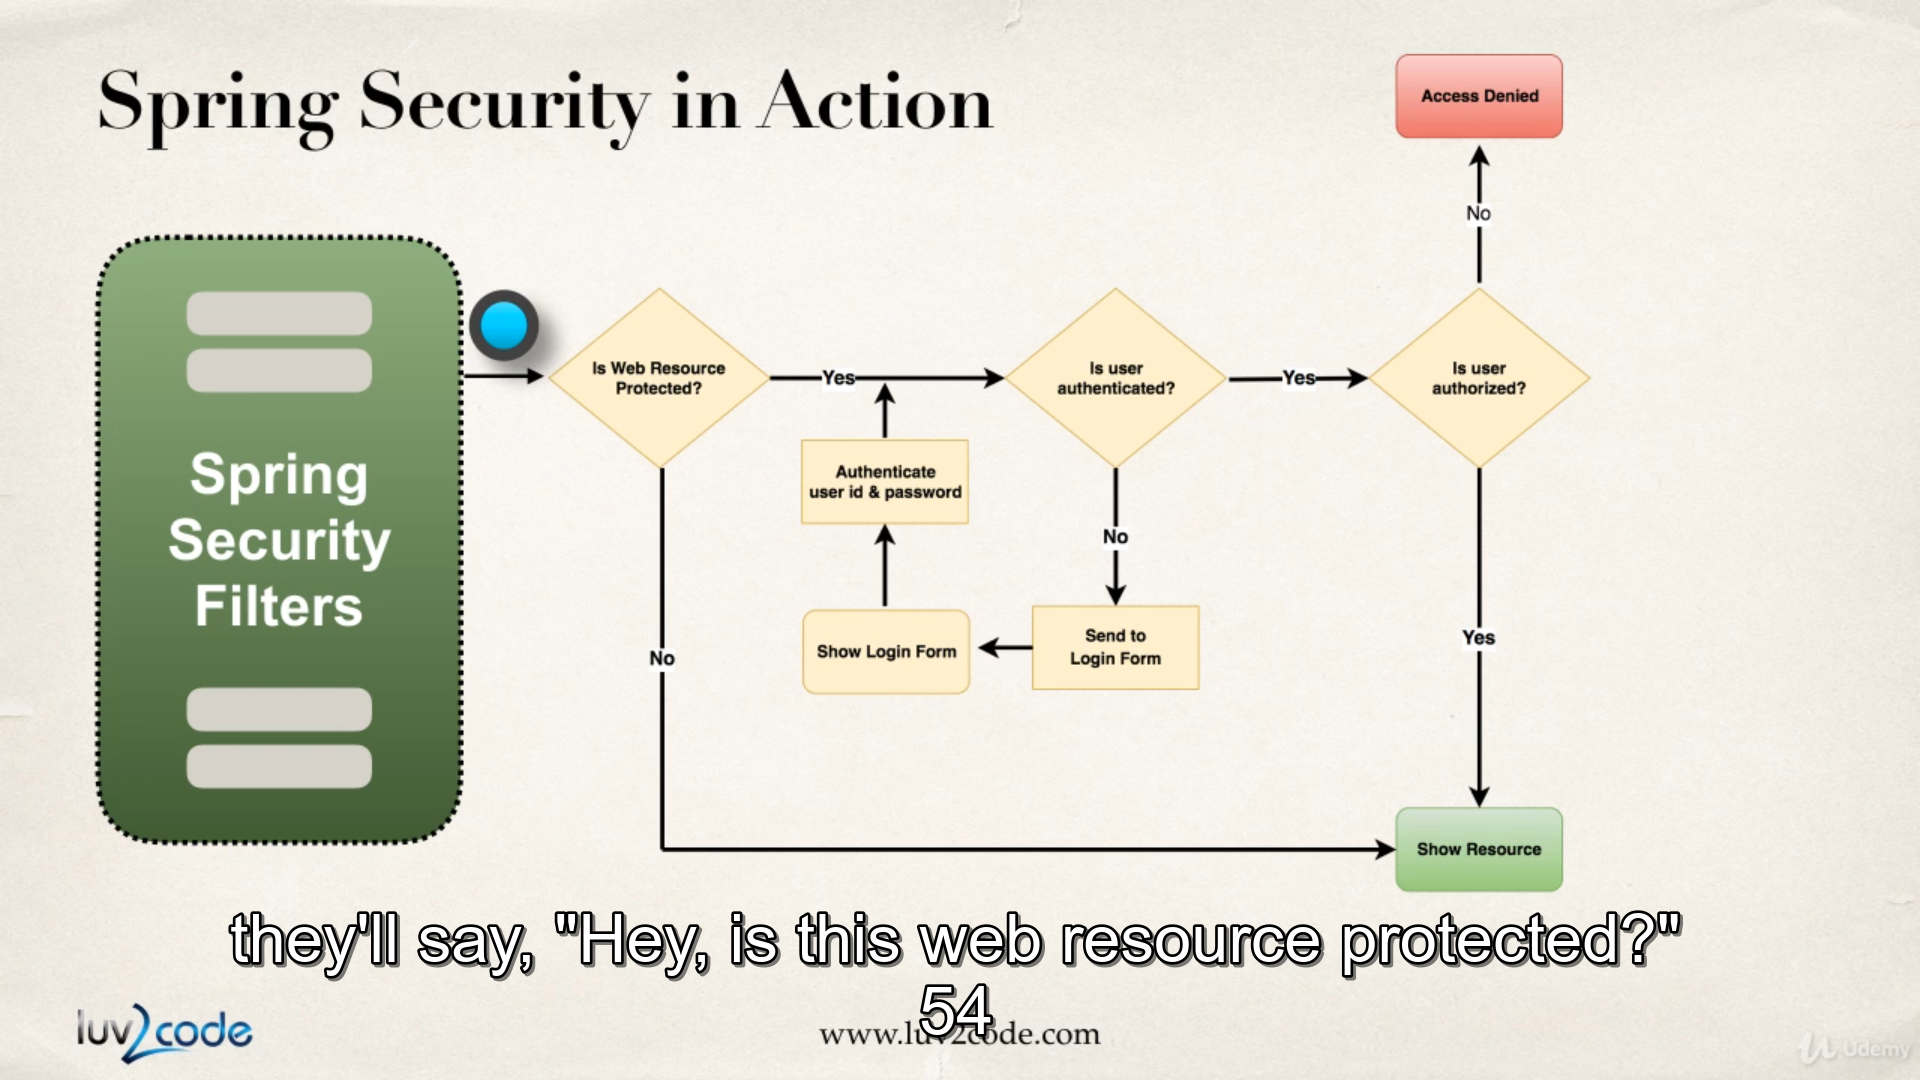 Spring Security in Action
Access Denied
No
Spring
Security
Filters
Is Web Resource
Protected?
Yes
Is user
authenticated?
Yes
Is user
authorized?
Authenticate
user id & password
No
Show Login Form
Send to
Login Form
No
Yes
Show Resource
they'll say, "Hey, is this web resource protected?"
54
luv2code
www.luv2code.com
Udemy